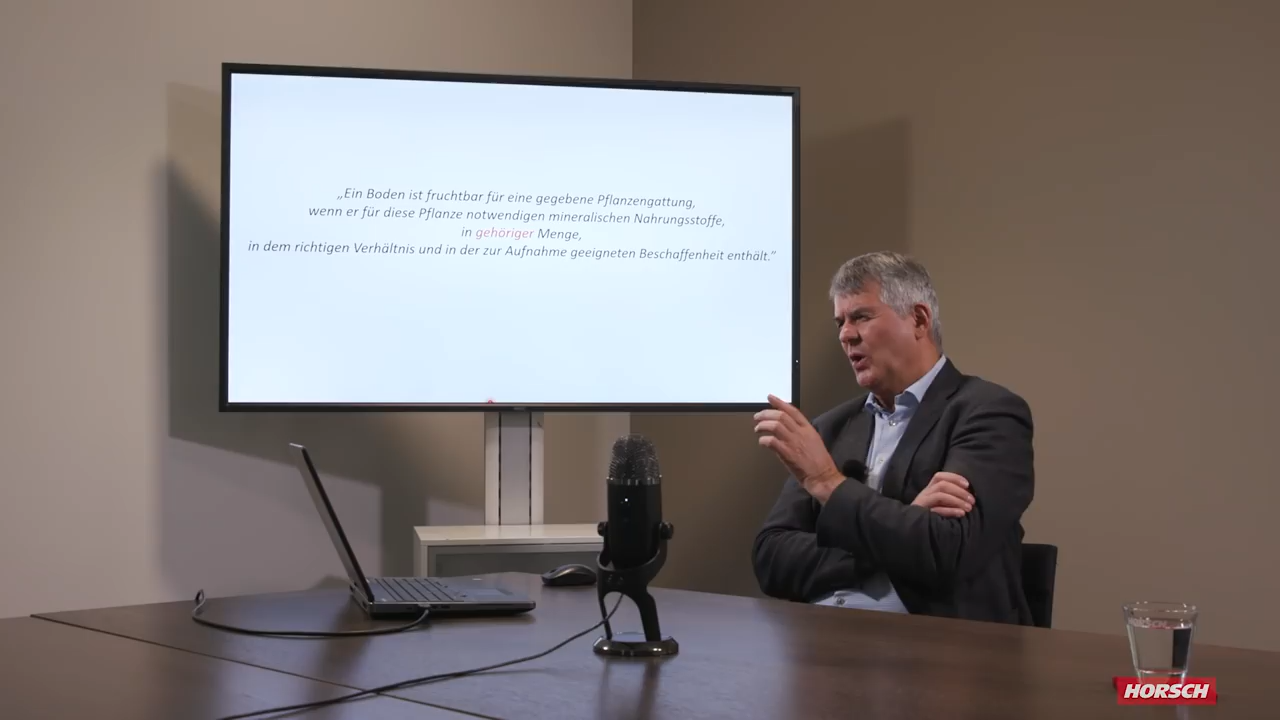 „Ein Boden ist fruchtbar für eine gegebene Pflanzengattung,
wenn er für diese Pflanze notwendigen mineralischen Nahrungsstoffe,
in gehöriger Menge,
in dem richtigen Verhältnis und in der zur Aufnahme geeigneten Beschaffenheit enthält.”
HORSCH